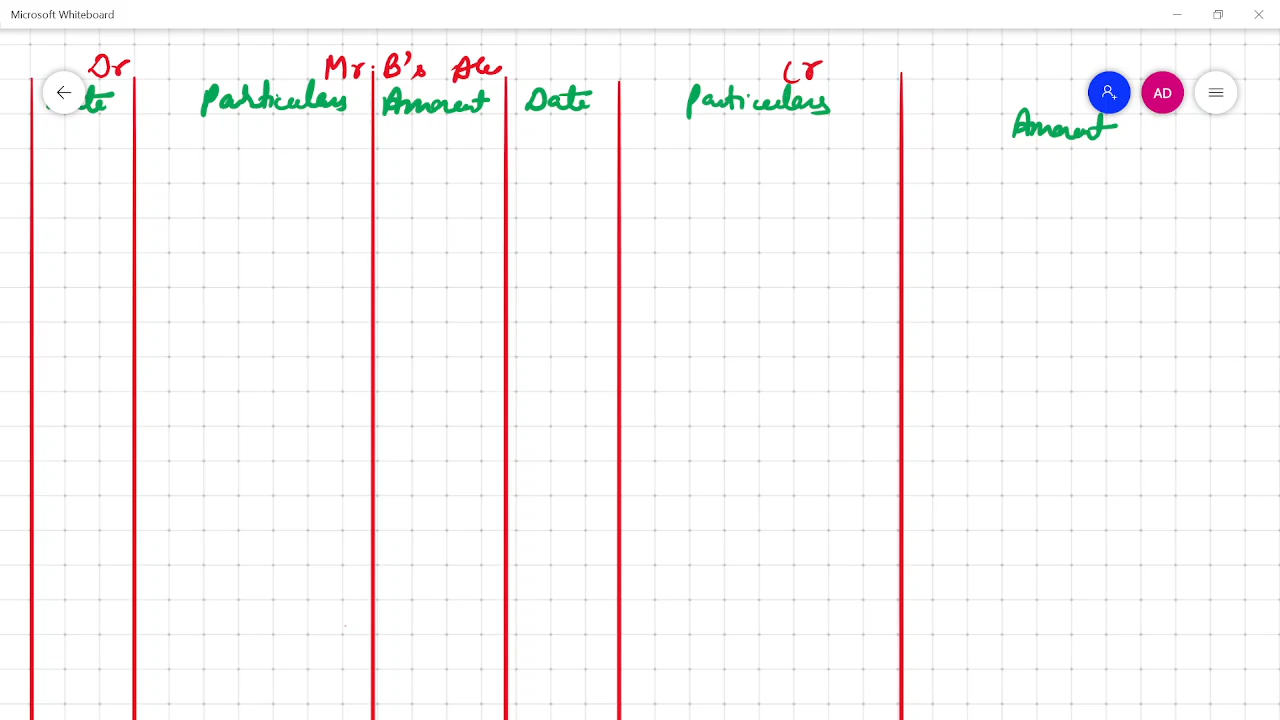 Microsoft Whiteboard
Dr Mr. B's A/c Cr
Particulars Amount Date Particulars
AD
Amount